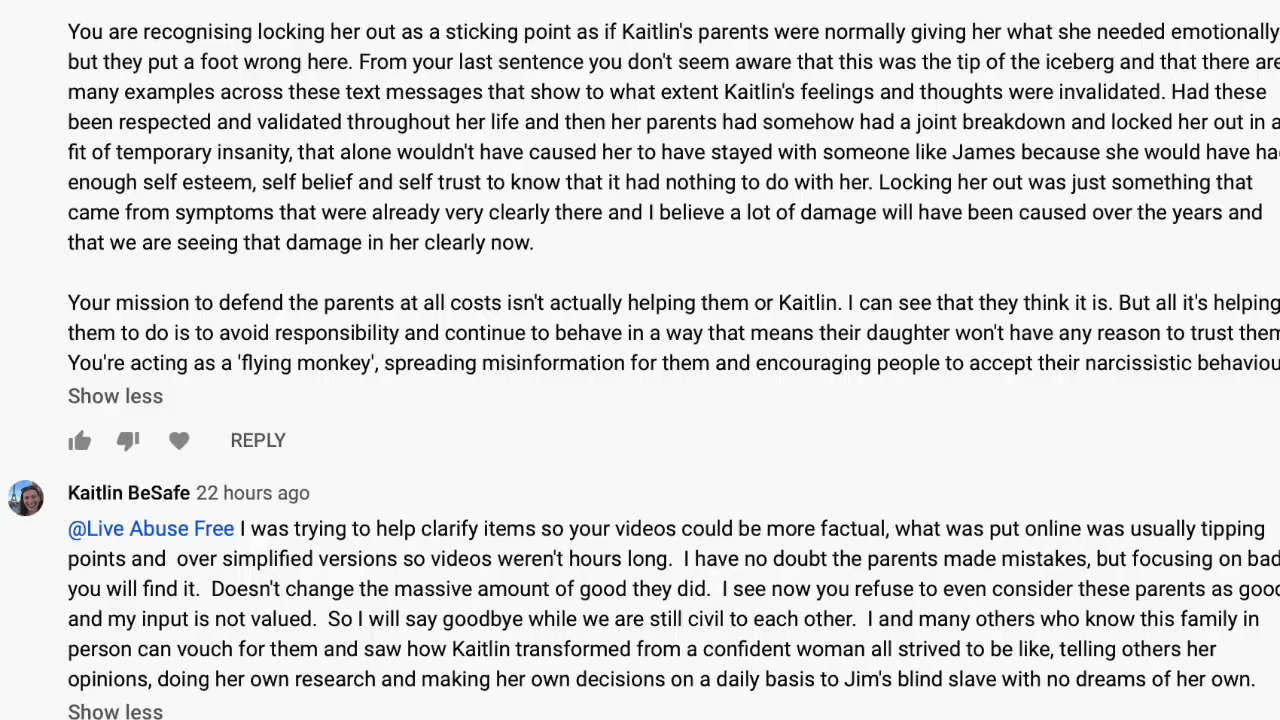 You are recognising locking her out as a sticking point as if Kaitlin's parents were normally giving her what she needed emotionally
but they put a foot wrong here. From your last sentence you don't seem aware that this was the tip of the iceberg and that there are
many examples across these text messages that show to what extent Kaitlin's feelings and thoughts were invalidated. Had these
been respected and validated throughout her life and then her parents had somehow had a joint breakdown and locked her out in a
fit of temporary insanity, that alone wouldn't have caused her to have stayed with someone like James because she would have ha
enough self esteem, self belief and self trust to know that it had nothing to do with her. Locking her out was just something that
came from symptoms that were already very clearly there and I believe a lot of damage will have been caused over the years and
that we are seeing that damage in her clearly now.
Your mission to defend the parents at all costs isn't actually helping them or Kaitlin. I can see that they think it is. But all it's helping
them to do is to avoid responsibility and continue to behave in a way that means their daughter won't have any reason to trust them
You're acting as a 'flying monkey', spreading misinformation for them and encouraging people to accept their narcissistic behaviou
Show less
REPLY
Kaitlin BeSafe 22 hours ago
@Live Abuse Free I was trying to help clarify items so your videos could be more factual, what was put online was usually tipping
points and  over simplified versions so videos weren't hours long.  I have no doubt the parents made mistakes, but focusing on bad
you will find it.  Doesn't change the massive amount of good they did.  I see now you refuse to even consider these parents as good
and my input is not valued.  So I will say goodbye while we are still civil to each other.  I and many others who know this family in
person can vouch for them and saw how Kaitlin transformed from a confident woman all strived to be like, telling others her
opinions, doing her own research and making her own decisions on a daily basis to Jim's blind slave with no dreams of her own.
Show less